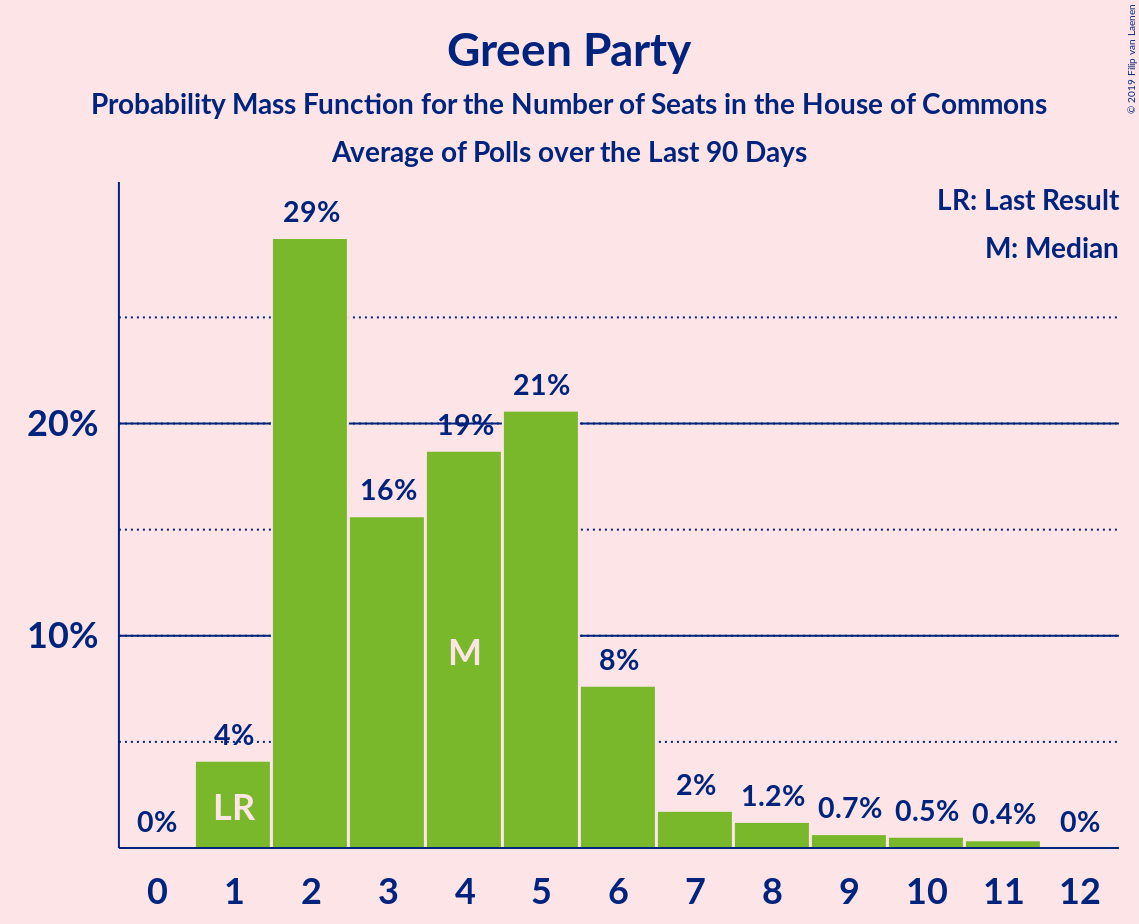 Green Party
Probability Mass Function for the Number of Seats in the House of Commons
Average of Polls over the Last 90 Days
© 2019 Filip van Laenen
LR: Last Result
M: Median
29%
21%
20%
19%
16%
10%
M
8%
4%
2%
1.2%
LR
0%
0.7%
0.5%
0.4%
0%
0 1 2 3 4 5 6 7 8 9 10 11 12